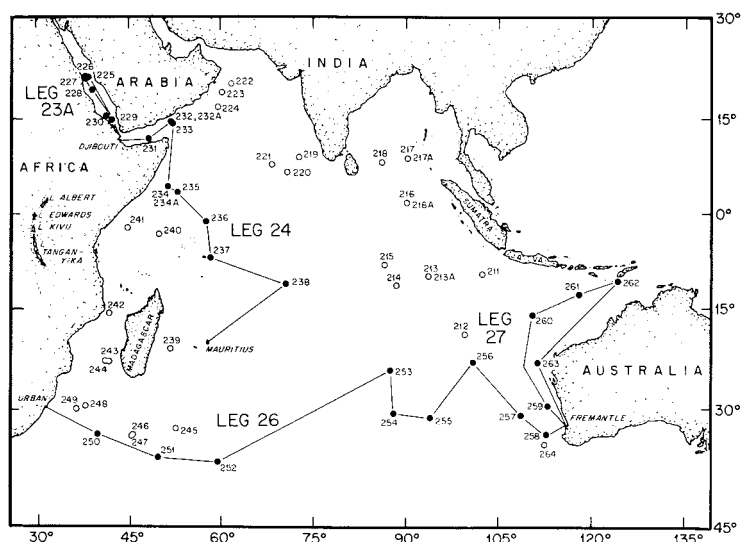 30°
INDIA
ARABIA
226
225
227
228
LEG
23A
230
229
222
223
224
232, 232A
233
DJIBOUTI
231
15°
AFRICA
221
219
220
218
217
217A
216
216A
SUMATRA
JAVA
L. ALBERT
L. EDWARDS
L. KIVU
L.
TANGAN-
YIKA
234
234A
235
241
240
236
LEG 24
237
238
0°
215
214
213
213A
211
261
262
260
15°
242
MADAGASCAR
243
244
239
MAURITIUS
212
LEG
27
263
AUSTRALIA
256
253
254
255
257
259
FREMANTLE
258
264
30°
URBAN
249
248
246
247
245
LEG 26
250
251
252
45°
30°
45°
60°
75°
90°
105°
120°
135°